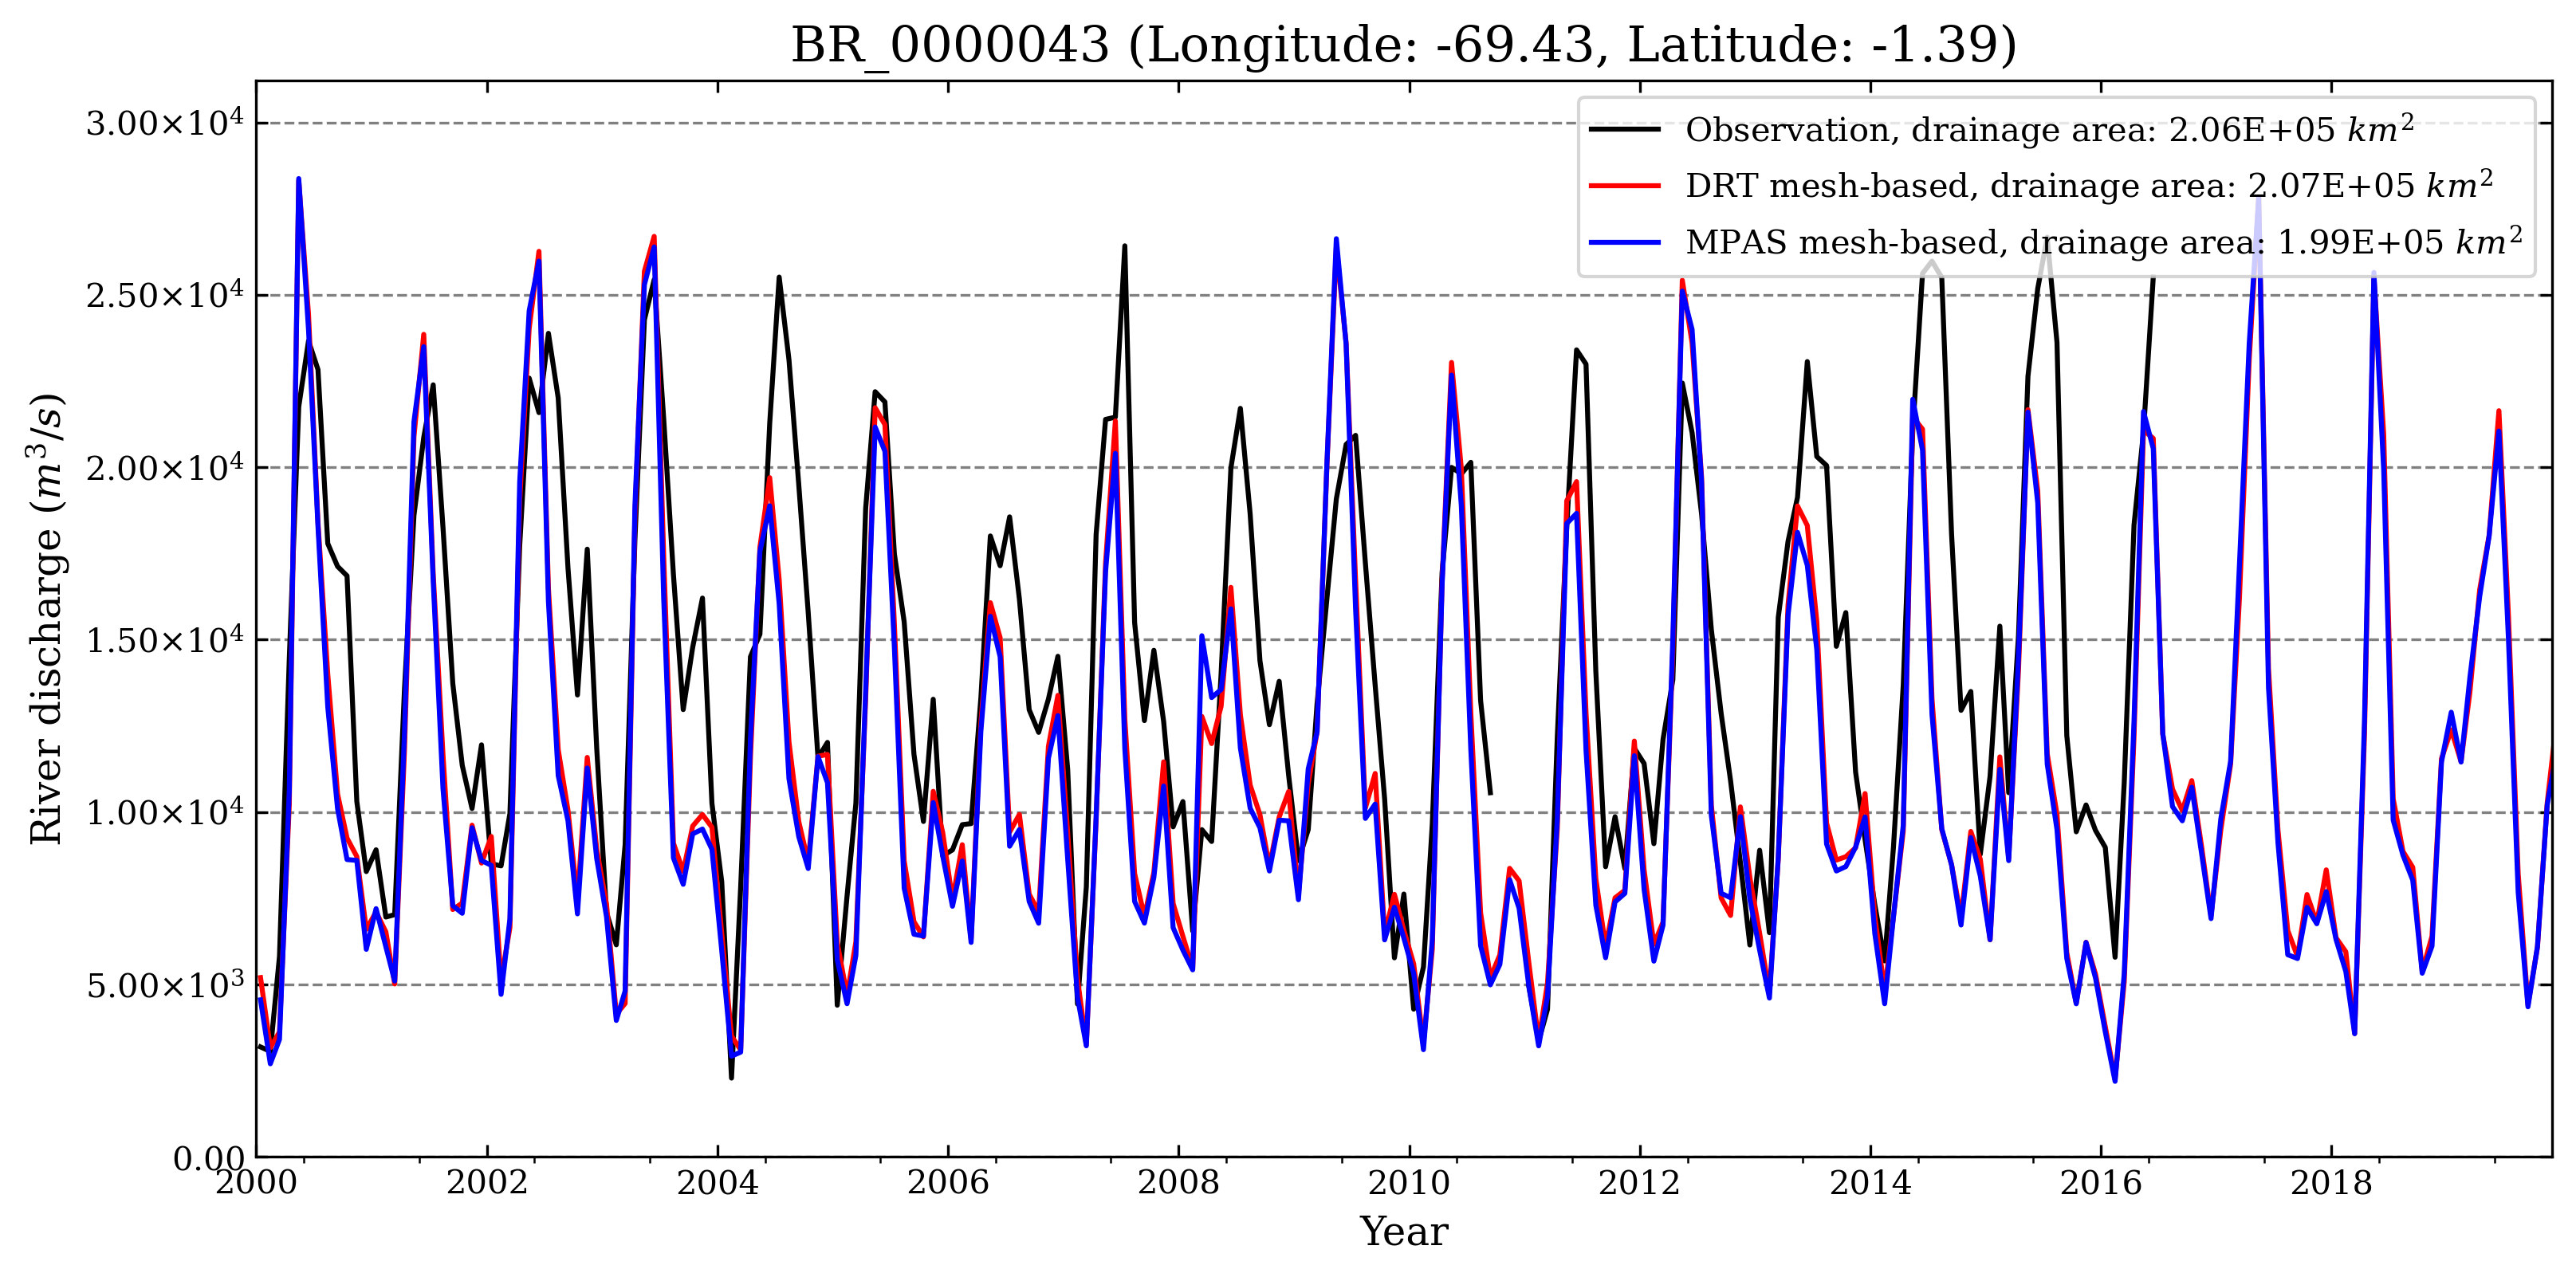 BR_0000043 (Longitude: -69.43, Latitude: -1.39)
River discharge (m³/s)
3.00×10⁴
2.50×10⁴
2.00×10⁴
1.50×10⁴
1.00×10⁴
5.00×10³
0.00
Observation, drainage area: 2.06E+05 km²
DRT mesh-based, drainage area: 2.07E+05 km²
MPAS mesh-based, drainage area: 1.99E+05 km²
2000 2002 2004 2006 2008 2010 2012 2014 2016 2018
Year